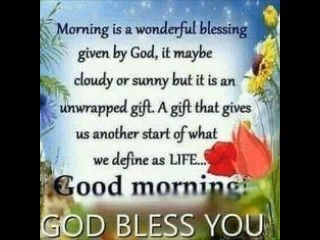 Morning is a wonderful blessing
given by God, it maybe
cloudy or sunny but it is an
unwrapped gift. A gift that gives
us another start of what
we define as LIFE...
Good morning!
GOD BLESS YOU